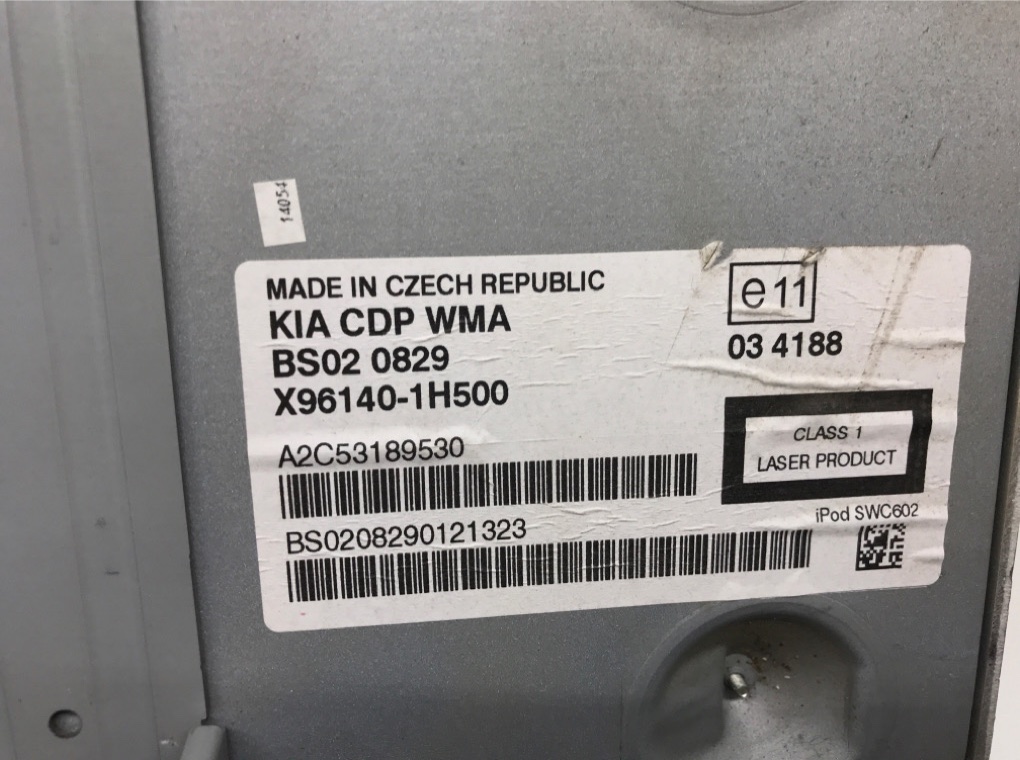 14054
MADE IN CZECH REPUBLIC
KIA CDP WMA
BS02 0829
X96140-1H500
A2C53189530
BS0208290121323
e11
03 4188
CLASS 1
LASER PRODUCT
iPod SWC602